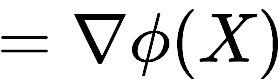 = ∇ϕ(X)